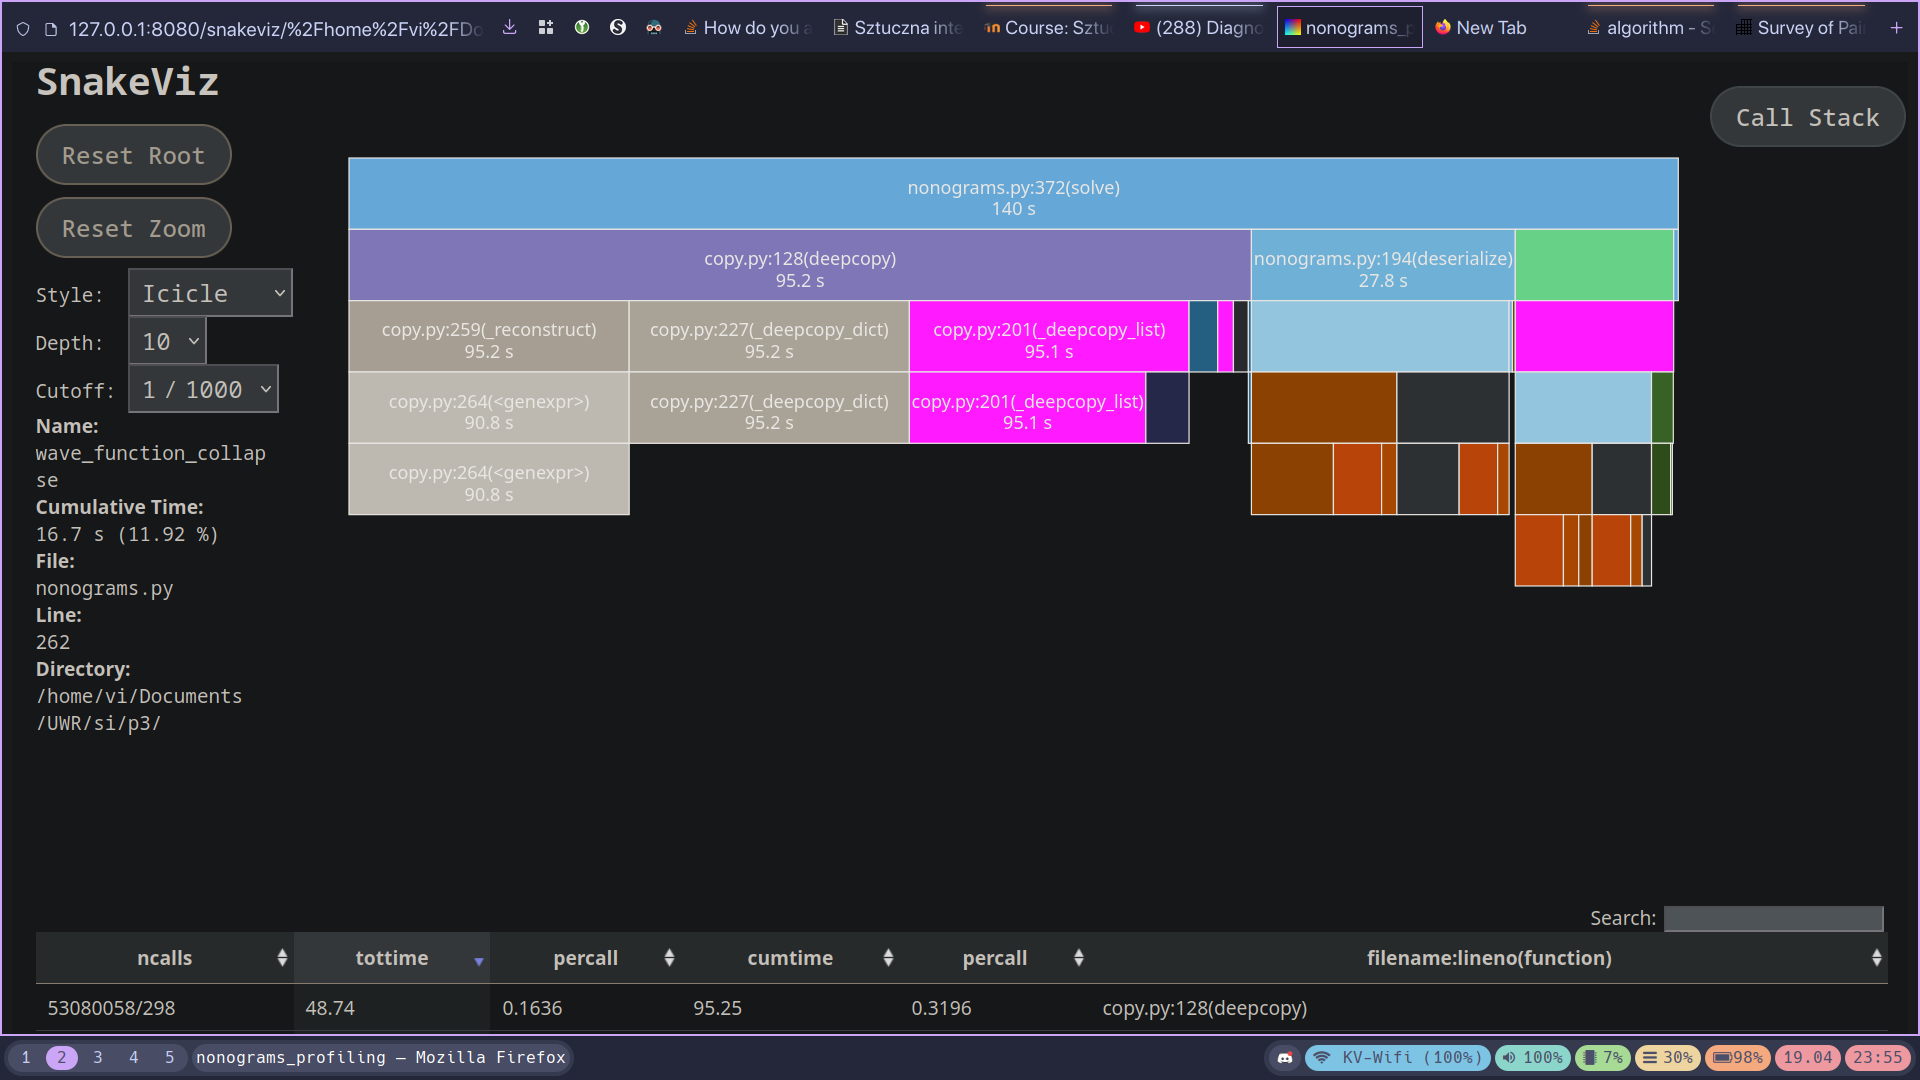 127.0.0.1:8080/snakeviz/%2Fhome%2Fvi%2FDo
How do you a
Sztuczna inte
Course: Sztu
(288) Diagno
nonograms_p
New Tab
algorithm - S
Survey of Pai
SnakeViz
Call Stack
Reset Root
Reset Zoom
Style: Icicle
Depth: 10
Cutoff: 1 / 1000
Name:
wave_function_collap
se
Cumulative Time:
16.7 s (11.92 %)
File:
nonograms.py
Line:
262
Directory:
/home/vi/Documents
/UWR/si/p3/
nonograms.py:372(solve)
140 s
copy.py:128(deepcopy)
95.2 s
nonograms.py:194(deserialize)
27.8 s
copy.py:259(_reconstruct)
95.2 s
copy.py:227(_deepcopy_dict)
95.2 s
copy.py:201(_deepcopy_list)
95.1 s
copy.py:264(<genexpr>)
90.8 s
copy.py:227(_deepcopy_dict)
95.2 s
copy.py:201(_deepcopy_list)
95.1 s
copy.py:264(<genexpr>)
90.8 s
Search:
ncalls tottime percall cumtime percall filename:lineno(function)
53080058/298 48.74 0.1636 95.25 0.3196 copy.py:128(deepcopy)
1 2 3 4 5 nonograms_profiling — Mozilla Firefox
KV-Wifi (100%) 100% 7% 30% 98% 19.04 23:55